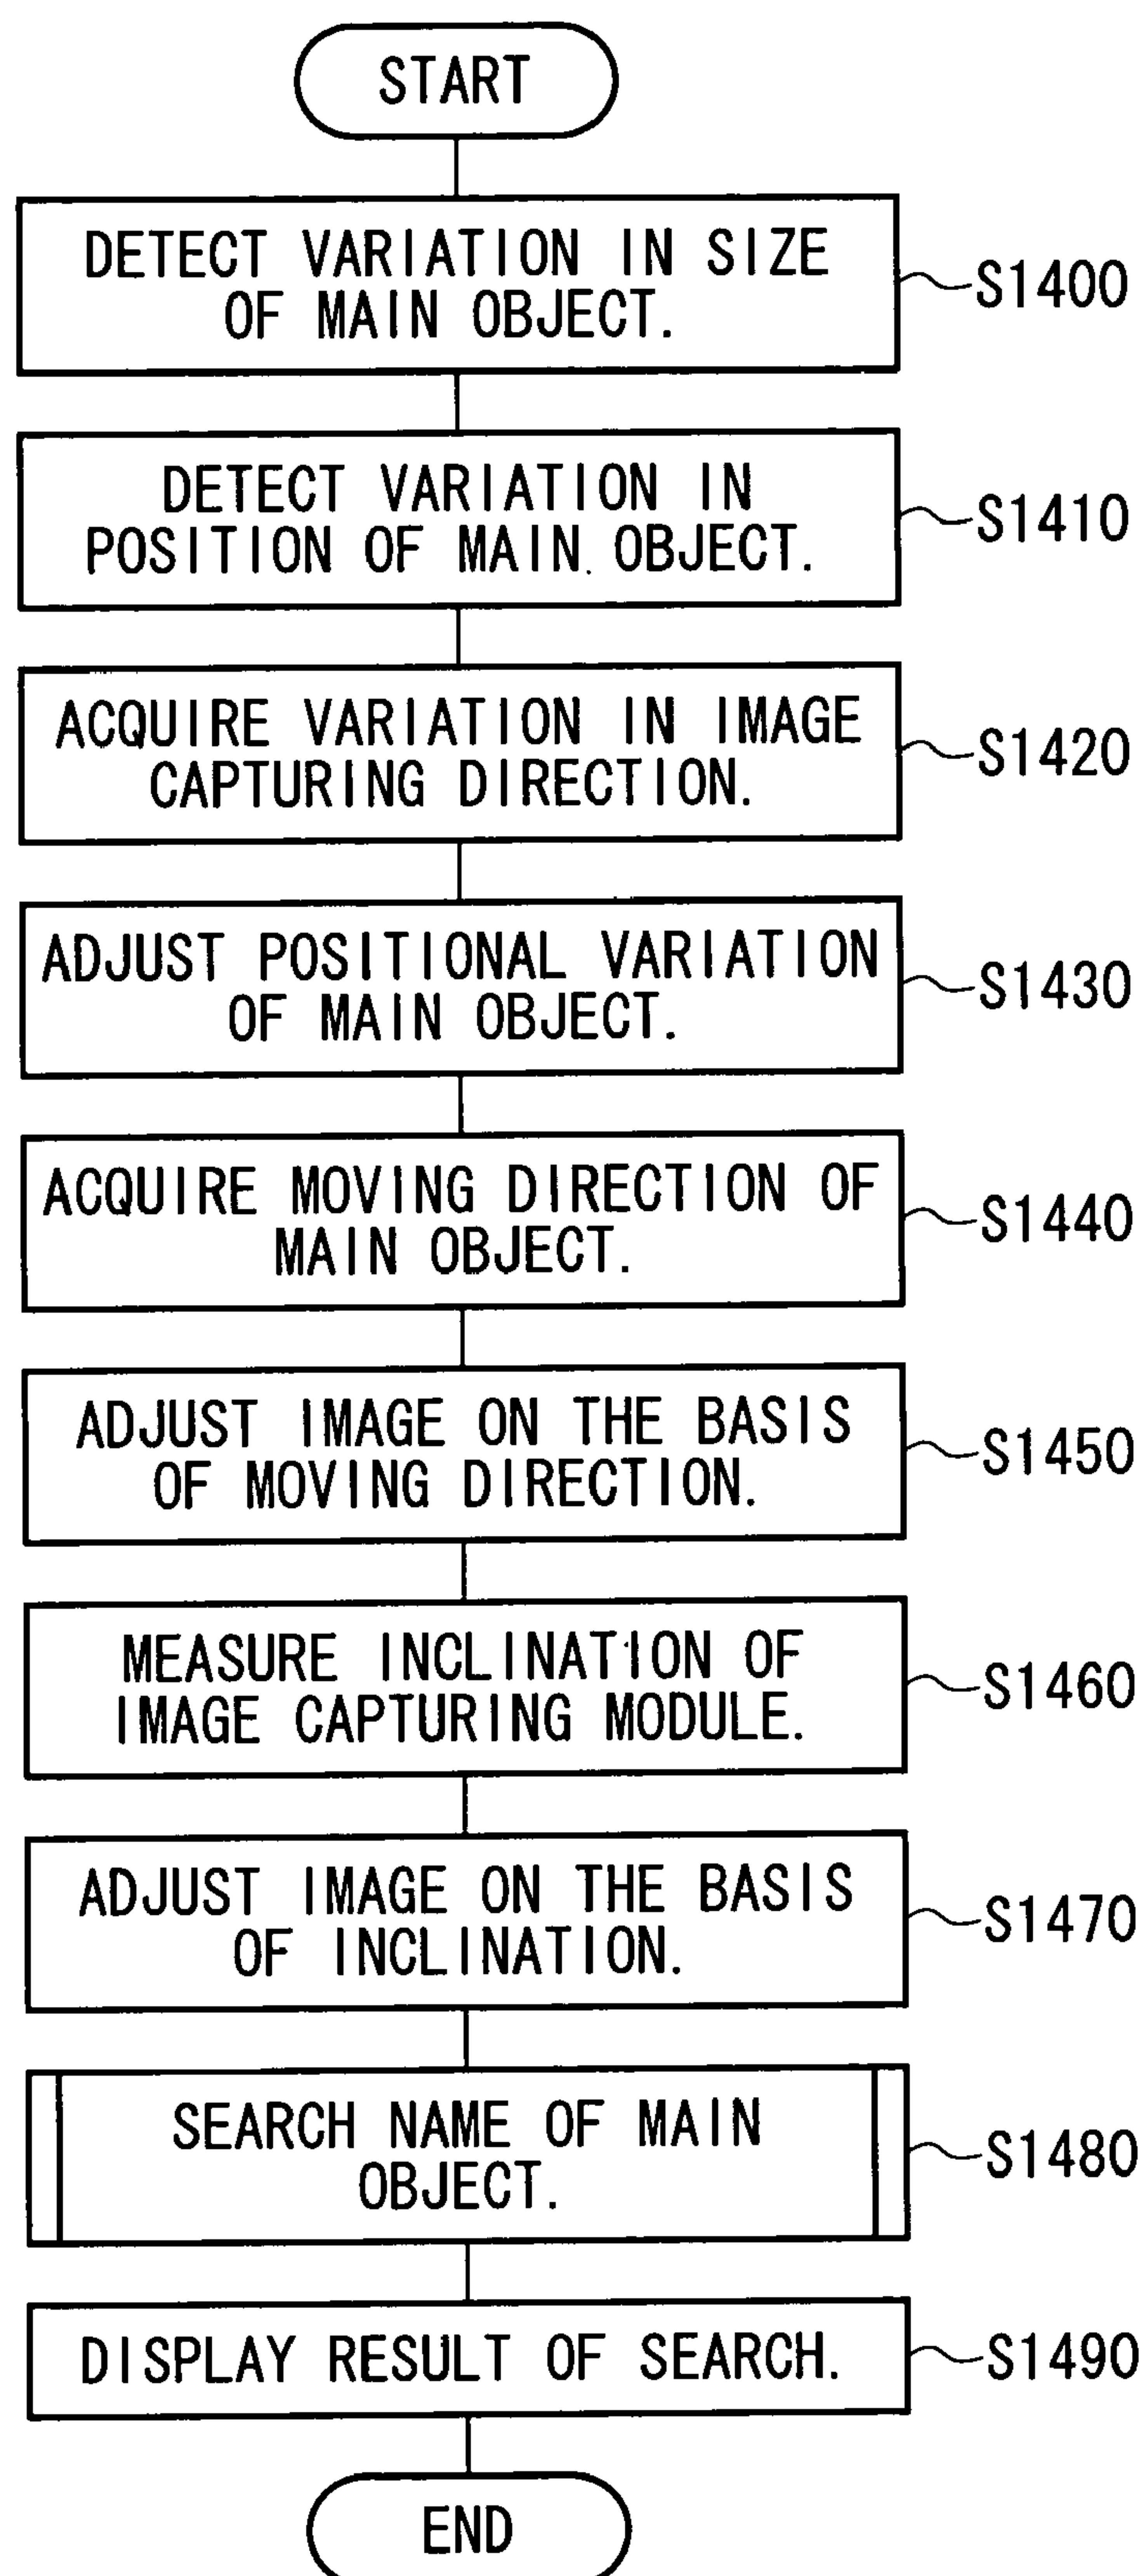 START
DETECT VARIATION IN SIZE
OF MAIN OBJECT.
S1400
DETECT VARIATION IN
POSITION OF MAIN OBJECT.
S1410
ACQUIRE VARIATION IN IMAGE
CAPTURING DIRECTION.
S1420
ADJUST POSITIONAL VARIATION
OF MAIN OBJECT.
S1430
ACQUIRE MOVING DIRECTION OF
MAIN OBJECT.
S1440
ADJUST IMAGE ON THE BASIS
OF MOVING DIRECTION.
S1450
MEASURE INCLINATION OF
IMAGE CAPTURING MODULE.
S1460
ADJUST IMAGE ON THE BASIS
OF INCLINATION.
S1470
SEARCH NAME OF MAIN
OBJECT.
S1480
DISPLAY RESULT OF SEARCH.
S1490
END